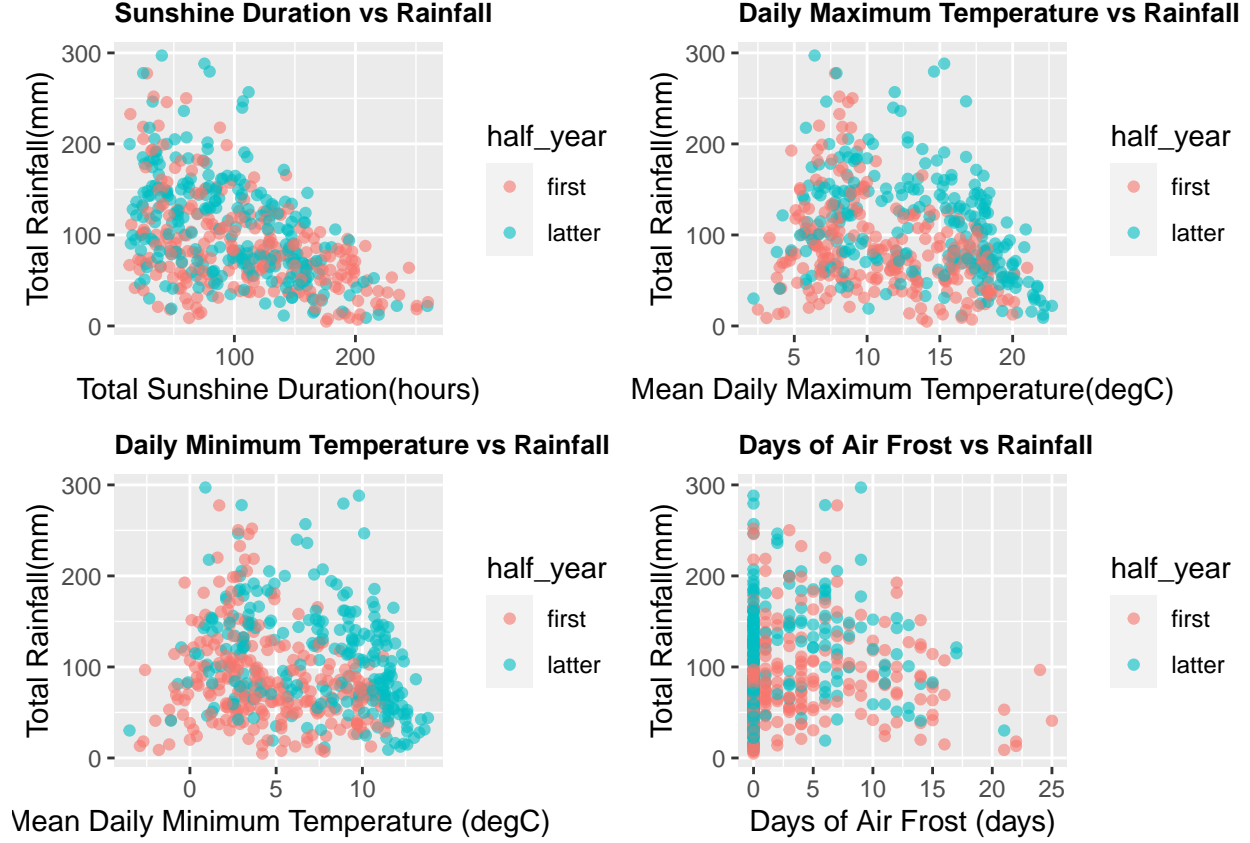 Sunshine Duration vs Rainfall
300
200
100
0
Total Rainfall(mm)
100 200
Total Sunshine Duration(hours)
half_year
first
latter
Daily Maximum Temperature vs Rainfall
300
200
100
0
Total Rainfall(mm)
5 10 15 20
Mean Daily Maximum Temperature(degC)
half_year
first
latter
Daily Minimum Temperature vs Rainfall
300
200
100
0
Total Rainfall(mm)
0 5 10
Mean Daily Minimum Temperature (degC)
half_year
first
latter
Days of Air Frost vs Rainfall
300
200
100
0
Total Rainfall(mm)
0 5 10 15 20 25
Days of Air Frost (days)
half_year
first
latter